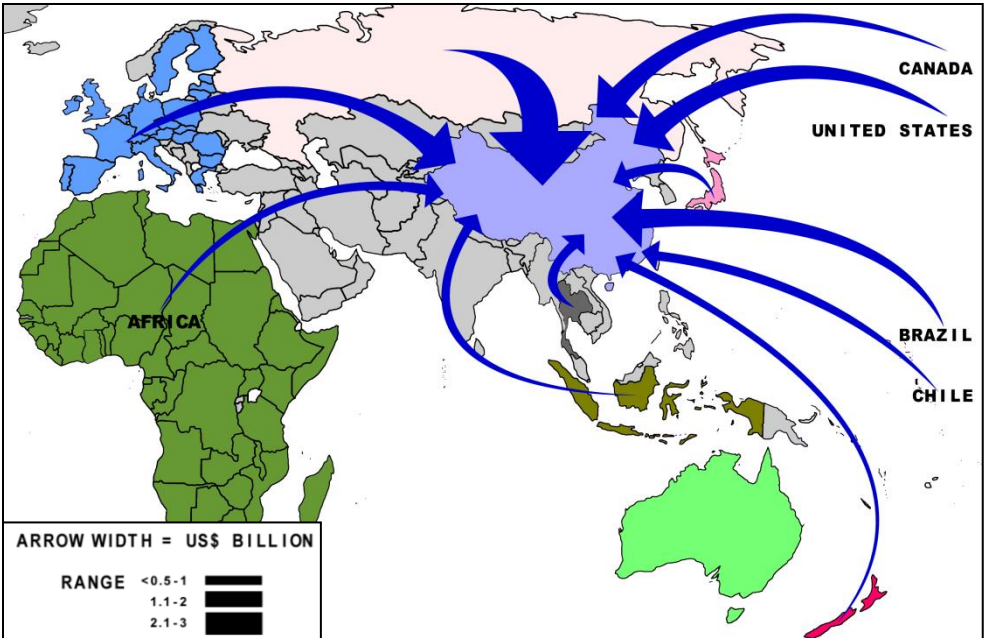 CANADA
UNITED STATES
AFRICA
BRAZIL
CHILE
ARROW WIDTH = US$ BILLION
RANGE <0.5-1
1.1-2
2.1-3